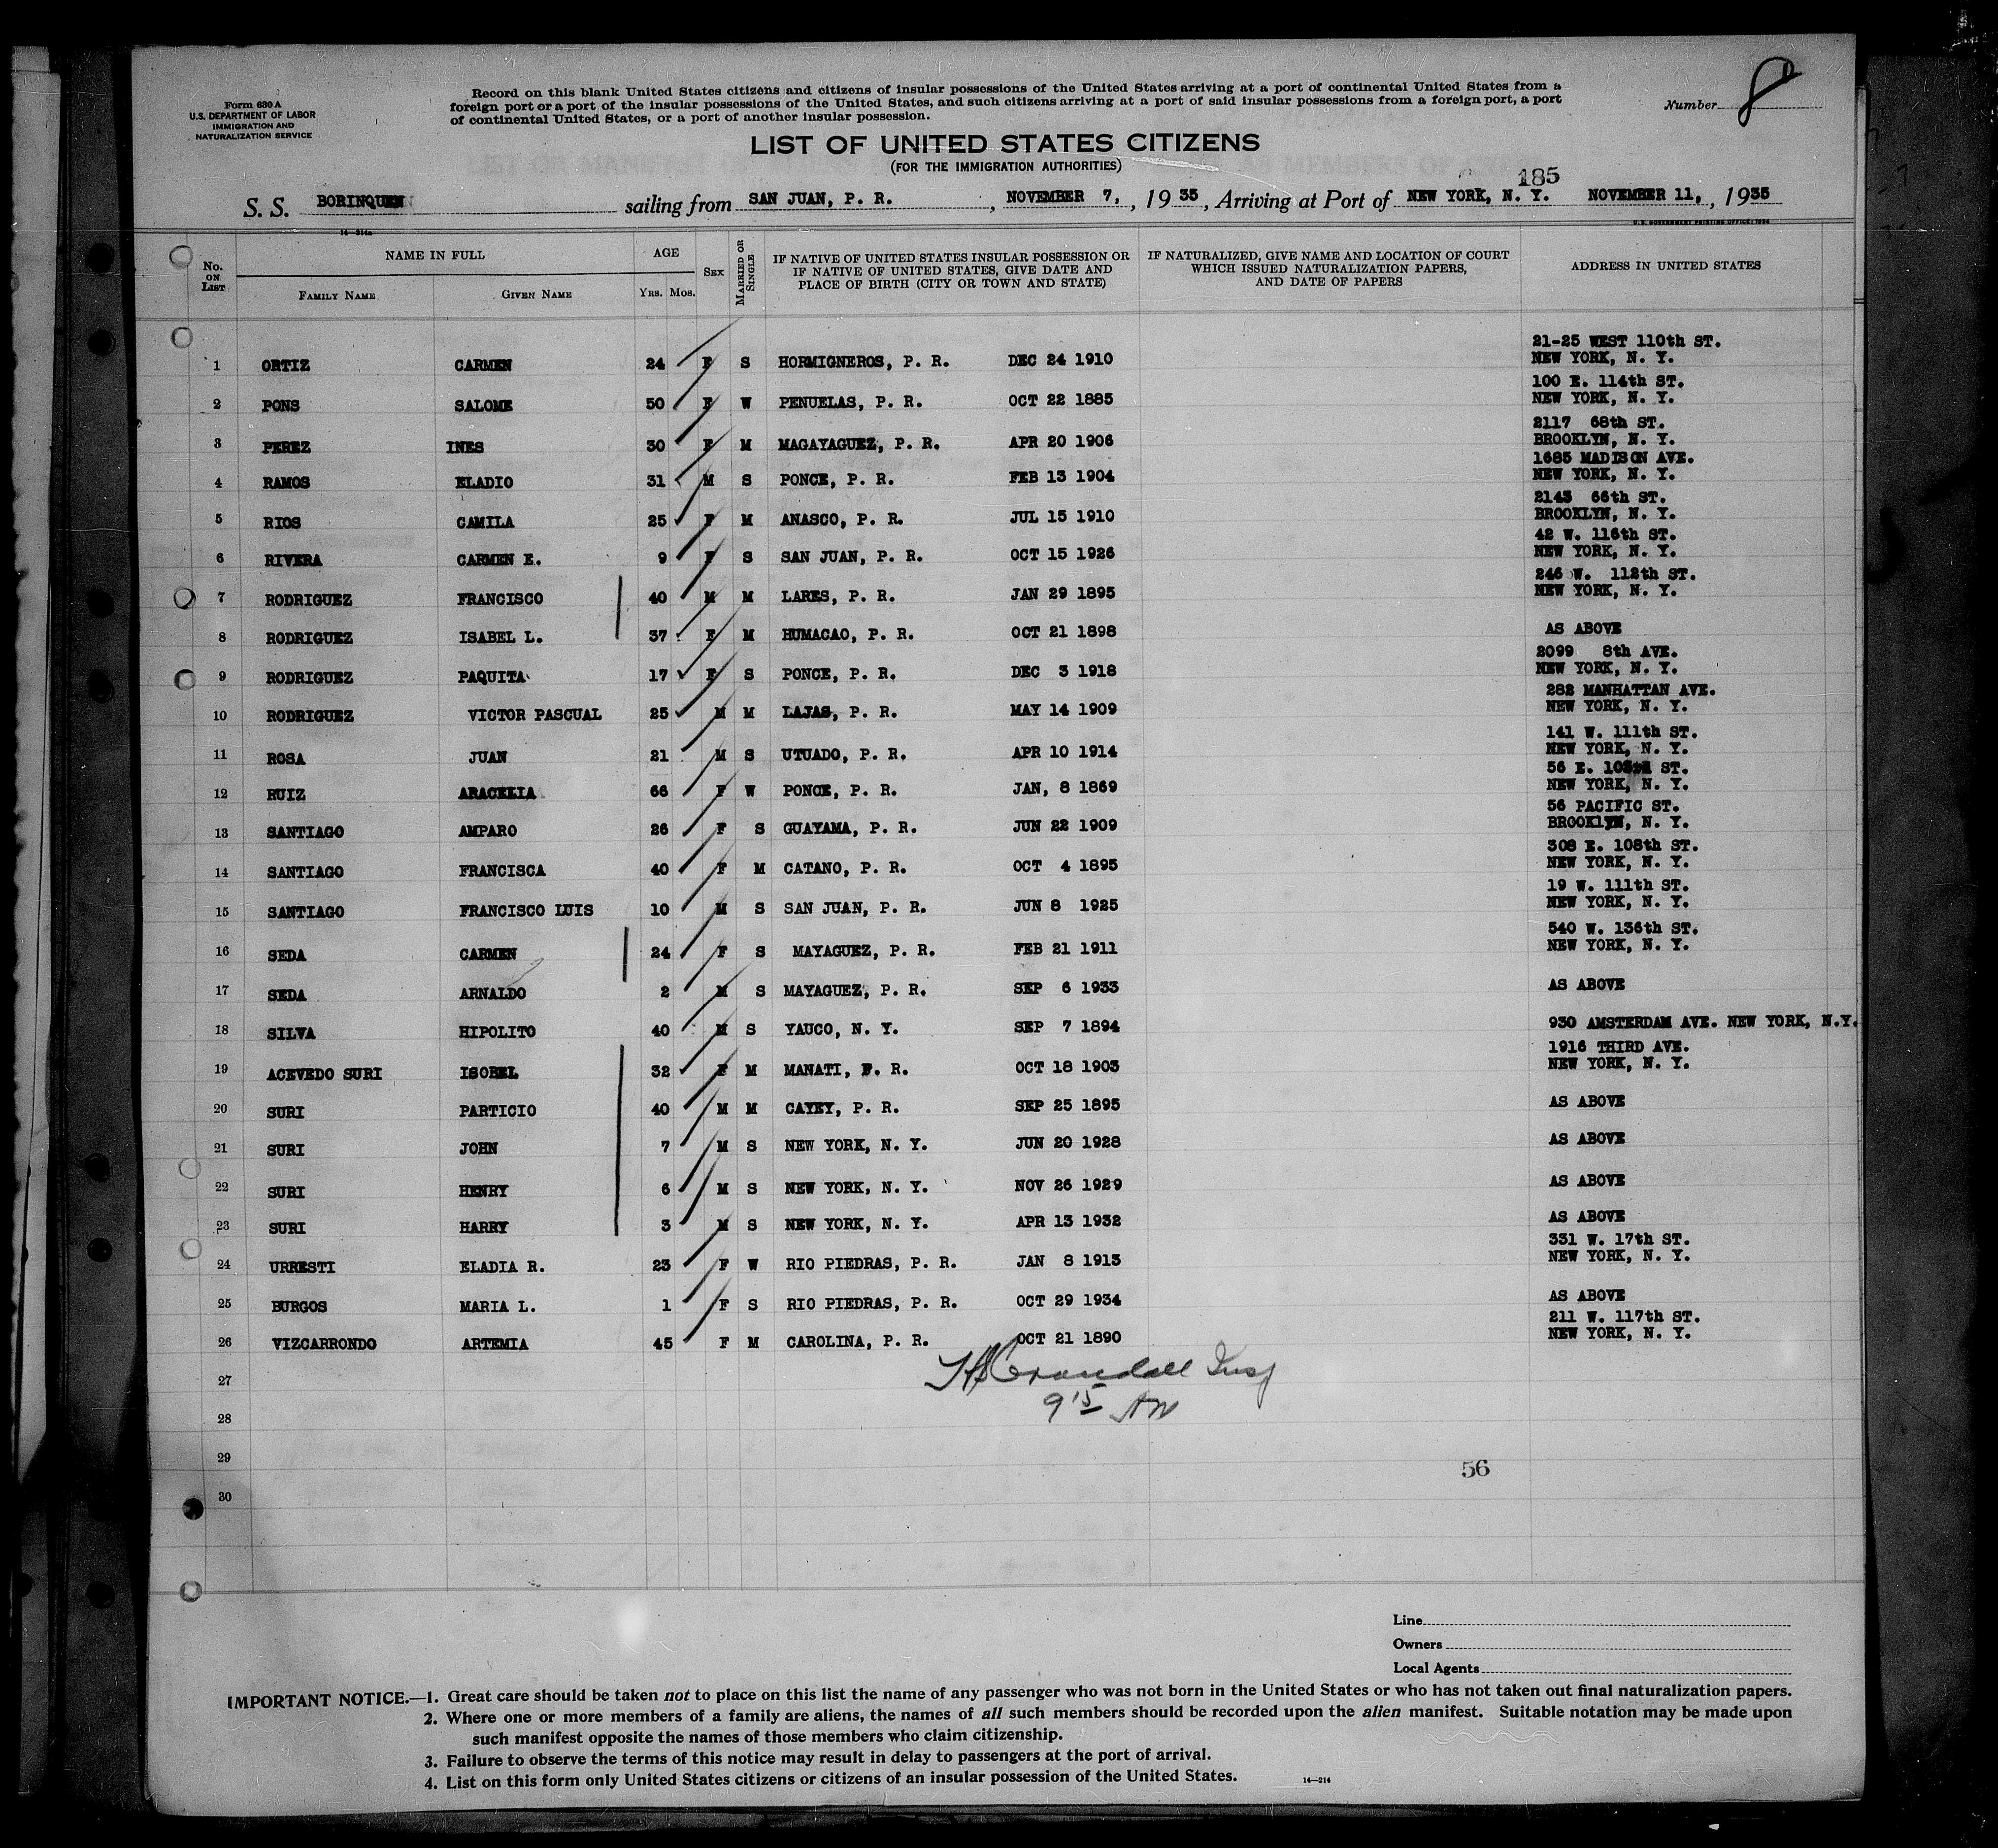 Form 630 A
U.S. DEPARTMENT OF LABOR
IMMIGRATION AND
NATURALIZATION SERVICE
Record on this blank United States citizens and citizens of insular possessions of the United States arriving at a port of continental United States from a
foreign port or a port of the insular possessions of the United States, and such citizens arriving at a port of said insular possessions from a foreign port, a port
of continental United States, or a port of another insular possession.
Number 8
LIST OF UNITED STATES CITIZENS
(FOR THE IMMIGRATION AUTHORITIES)
185
S. S. BORINQUEN sailing from SAN JUAN, P. R. , NOVEMBER 7, , 1935, Arriving at Port of NEW YORK, N. Y. NOVEMBER 11, , 1935
U. S. GOVERNMENT PRINTING OFFICE: 1934
14—214a
No. ON LIST NAME IN FULL AGE SEX MARRIED OR SINGLE IF NATIVE OF UNITED STATES INSULAR POSSESSION OR IF NATIVE OF UNITED STATES, GIVE DATE AND PLACE OF BIRTH (CITY OR TOWN AND STATE) IF NATURALIZED, GIVE NAME AND LOCATION OF COURT WHICH ISSUED NATURALIZATION PAPERS, AND DATE OF PAPERS ADDRESS IN UNITED STATES
FAMILY NAME GIVEN NAME YRS. MOS.
1 ORTIZ CARMEN 24 F S HORMIGNEROS, P. R. DEC 24 1910 21-25 WEST 110th ST. NEW YORK, N. Y.
2 PONS SALOME 50 F W PENUELAS, P. R. OCT 22 1885 100 E. 114th ST. NEW YORK, N. Y.
3 PEREZ INES 30 F M MAGAYAGUEZ, P. R. APR 20 1906 2117 68th ST. BROOKLYN, N. Y.
4 RAMOS ELADIO 31 M S PONCE, P. R. FEB 13 1904 1685 MADISON AVE. NEW YORK, N. Y.
5 RIOS CAMILA 25 F M ANASCO, P. R. JUL 15 1910 2143 66th ST. BROOKLYN, N. Y.
6 RIVERA CARMEN E. 9 F S SAN JUAN, P. R. OCT 15 1926 42 W. 116th ST. NEW YORK, N. Y.
7 RODRIGUEZ FRANCISCO 40 M M LARES, P. R. JAN 29 1895 246 W. 112th ST. NEW YORK, N. Y.
8 RODRIGUEZ ISABEL L. 37 F M HUMACAO, P. R. OCT 21 1898 AS ABOVE
9 RODRIGUEZ PAQUITA 17 F S PONCE, P. R. DEC 3 1918 2099 8th AVE. NEW YORK, N. Y.
10 RODRIGUEZ VICTOR PASCUAL 25 M M LAJAS, P. R. MAY 14 1909 282 MANHATTAN AVE. NEW YORK, N. Y.
11 ROSA JUAN 21 M S UTUADO, P. R. APR 10 1914 141 W. 111th ST. NEW YORK, N. Y.
12 RUIZ ARACELIA 66 F W PONCE, P. R. JAN, 8 1869 56 E. ST. NEW YORK, N. Y.
13 SANTIAGO AMPARO 26 F S GUAYAMA, P. R. JUN 22 1909 56 PACIFIC ST. BROOKLYN, N. Y.
14 SANTIAGO FRANCISCA 40 F M CATANO, P. R. OCT 4 1895 308 E. 108th ST. NEW YORK, N. Y.
15 SANTIAGO FRANCISCO LUIS 10 M S SAN JUAN, P. R. JUN 8 1925 19 W. 111th ST. NEW YORK, N. Y.
16 SEDA CARMEN 24 F S MAYAGUEZ, P. R. FEB 21 1911 540 W. 136th ST. NEW YORK, N. Y.
17 SEDA ARNALDO 2 M S MAYAGUEZ, P. R. SEP 6 1933 AS ABOVE
18 SILVA HIPOLITO 40 M S YAUCO, N. Y. SEP 7 1894 930 AMSTERDAM AVE. NEW YORK, N.Y.
19 ACEVEDO SURI ISOBEL 32 F M MANATI, P. R. OCT 18 1903 1916 THIRD AVE. NEW YORK, N. Y.
20 SURI PARTICIO 40 M M CAYEY, P. R. SEP 25 1895 AS ABOVE
21 SURI JOHN 7 M S NEW YORK, N. Y. JUN 20 1928 AS ABOVE
22 SURI HENRY 6 M S NEW YORK, N. Y. NOV 26 1929 AS ABOVE
23 SURI HARRY 3 M S NEW YORK, N. Y. APR 13 1932 AS ABOVE
24 URRESTI ELADIA R. 23 F W RIO PIEDRAS, P. R. JAN 8 1913 331 W. 17th ST. NEW YORK, N. Y.
25 BURGOS MARIA L. 1 F S RIO PIEDRAS, P. R. OCT 29 1934 AS ABOVE
26 VIZCARRONDO ARTEMIA 45 F M CAROLINA, P. R. OCT 21 1890 211 W. 117th ST. NEW YORK, N. Y.
27 Crandall Insp
28 9 15 AM
29 56
30
Line
Owners
Local Agents
IMPORTANT NOTICE.—1. Great care should be taken not to place on this list the name of any passenger who was not born in the United States or who has not taken out final naturalization papers.
2. Where one or more members of a family are aliens, the names of all such members should be recorded upon the alien manifest. Suitable notation may be made upon
such manifest opposite the names of those members who claim citizenship.
3. Failure to observe the terms of this notice may result in delay to passengers at the port of arrival.
4. List on this form only United States citizens or citizens of an insular possession of the United States.
14—214